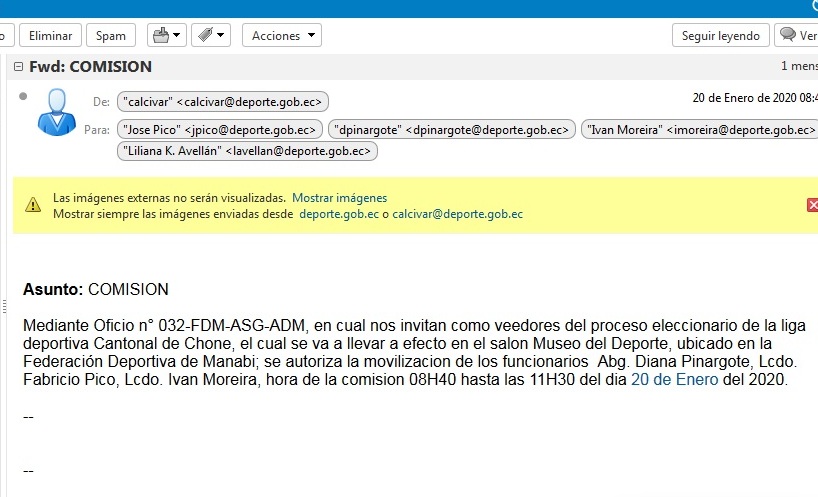 Eliminar Spam Acciones Seguir leyendo Ver
Fwd: COMISION 1 mens
De: "calcivar" <calcivar@deporte.gob.ec> 20 de Enero de 2020 08:4
Para: "Jose Pico" <jpico@deporte.gob.ec> "dpinargote" <dpinargote@deporte.gob.ec> "Ivan Moreira" <imoreira@deporte.gob.ec>
"Liliana K. Avellán" <lavellan@deporte.gob.ec>
Las imágenes externas no serán visualizadas. Mostrar imágenes
Mostrar siempre las imágenes enviadas desde deporte.gob.ec o calcivar@deporte.gob.ec
Asunto: COMISION
Mediante Oficio n° 032-FDM-ASG-ADM, en cual nos invitan como veedores del proceso eleccionario de la liga
deportiva Cantonal de Chone, el cual se va a llevar a efecto en el salon Museo del Deporte, ubicado en la
Federación Deportiva de Manabi; se autoriza la movilizacion de los funcionarios Abg. Diana Pinargote, Lcdo.
Fabricio Pico, Lcdo. Ivan Moreira, hora de la comision 08H40 hasta las 11H30 del dia 20 de Enero del 2020.
--
--